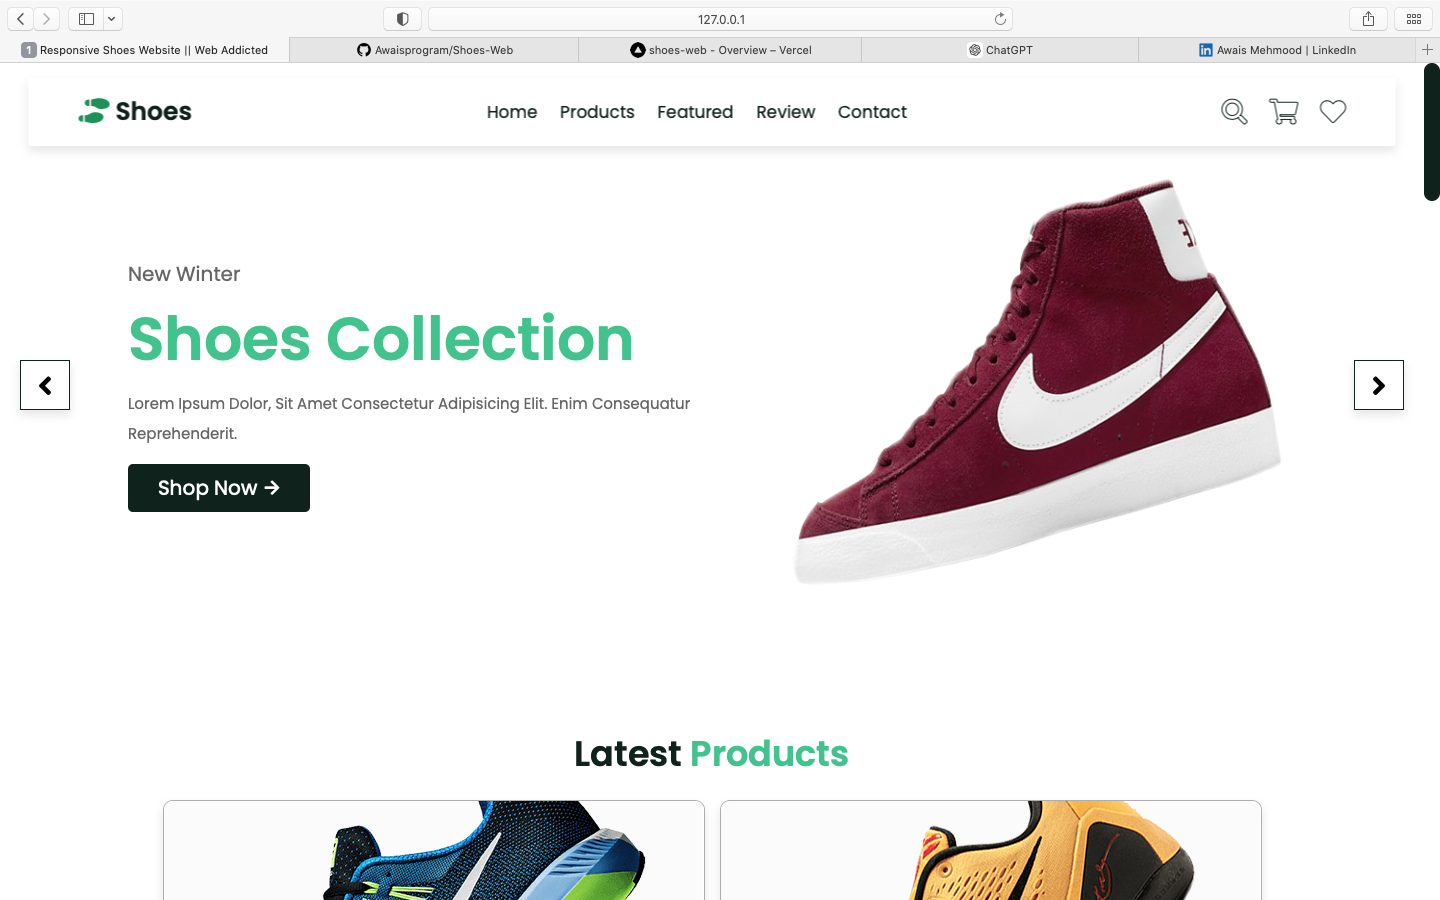 127.0.0.1
1 Responsive Shoes Website || Web Addicted
Awaisprogram/Shoes-Web
shoes-web - Overview – Vercel
ChatGPT
in Awais Mehmood | LinkedIn
Shoes
Home Products Featured Review Contact
New Winter
Shoes Collection
Lorem Ipsum Dolor, Sit Amet Consectetur Adipisicing Elit. Enim Consequatur
Reprehenderit.
Shop Now →
Latest Products